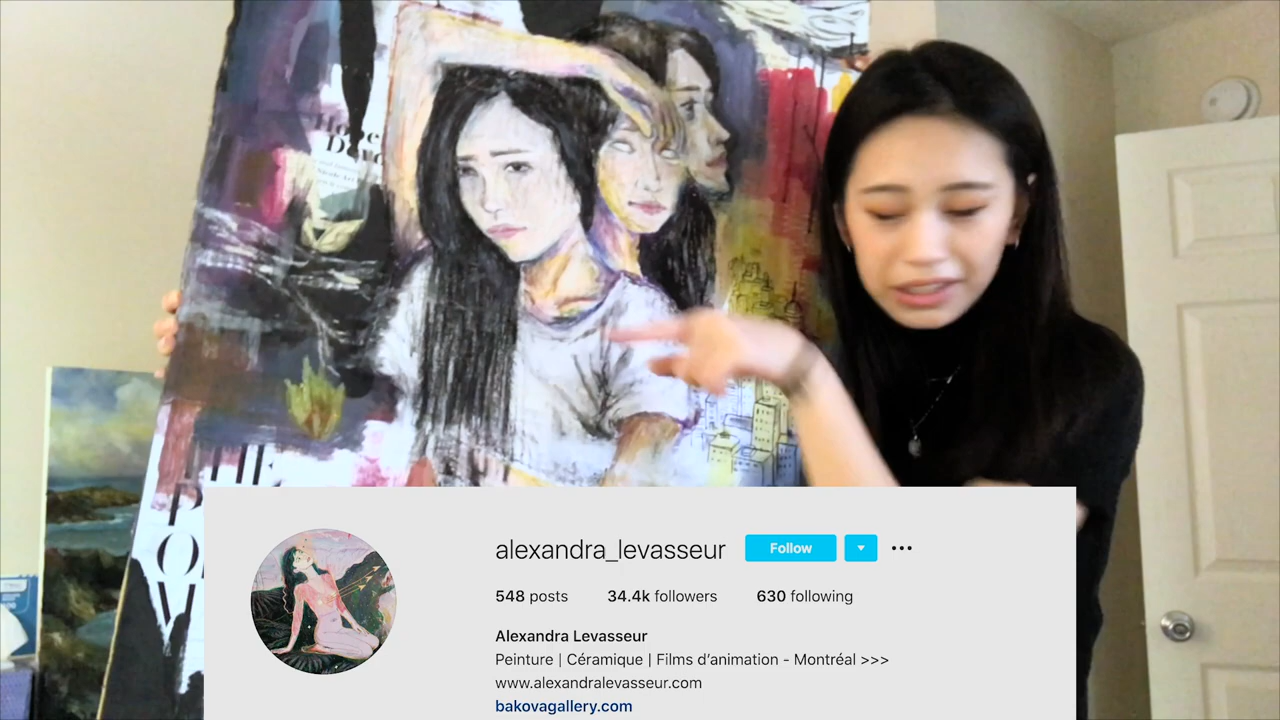 alexandra_levasseur Follow
548 posts 34.4k followers 630 following
Alexandra Levasseur
Peinture | Céramique | Films d'animation - Montréal >>>
www.alexandralevasseur.com
bakovagallery.com